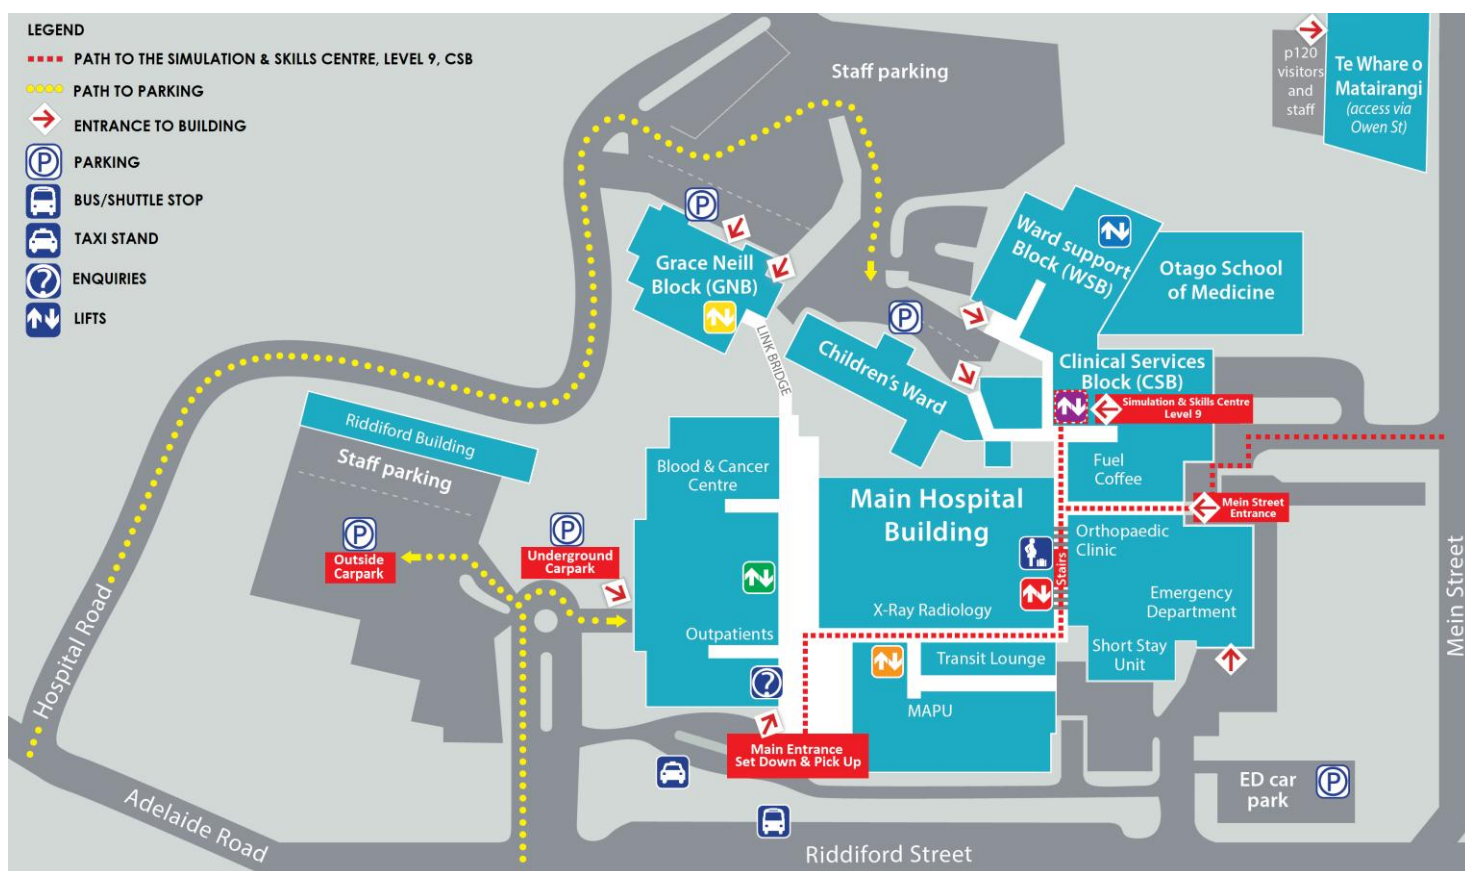 LEGEND
PATH TO THE SIMULATION & SKILLS CENTRE, LEVEL 9, CSB
PATH TO PARKING
ENTRANCE TO BUILDING
P
PARKING
BUS/SHUTTLE STOP
TAXI STAND
?
ENQUIRIES
LIFTS
Staff parking
p120
visitors
and
staff
Te Whare o
Matairangi
(access via
Owen St)
P
Grace Neill
Block (GNB)
LINK BRIDGE
Ward support
Block (WSB)
Otago School
of Medicine
P
Children's Ward
Clinical Services
Block (CSB)
Simulation & Skills Centre
Level 9
Riddiford Building
Staff parking
Blood & Cancer
Centre
Fuel
Coffee
Main Hospital
Building
Mein Street
Entrance
P
Outside
Carpark
P
Underground
Carpark
Orthopaedic
Clinic
Stairs
Emergency
Department
X-Ray Radiology
Outpatients
Transit Lounge
Short Stay
Unit
?
MAPU
Main Entrance
Set Down & Pick Up
ED car
park
P
Hospital Road
Adelaide Road
Riddiford Street
Mein Street